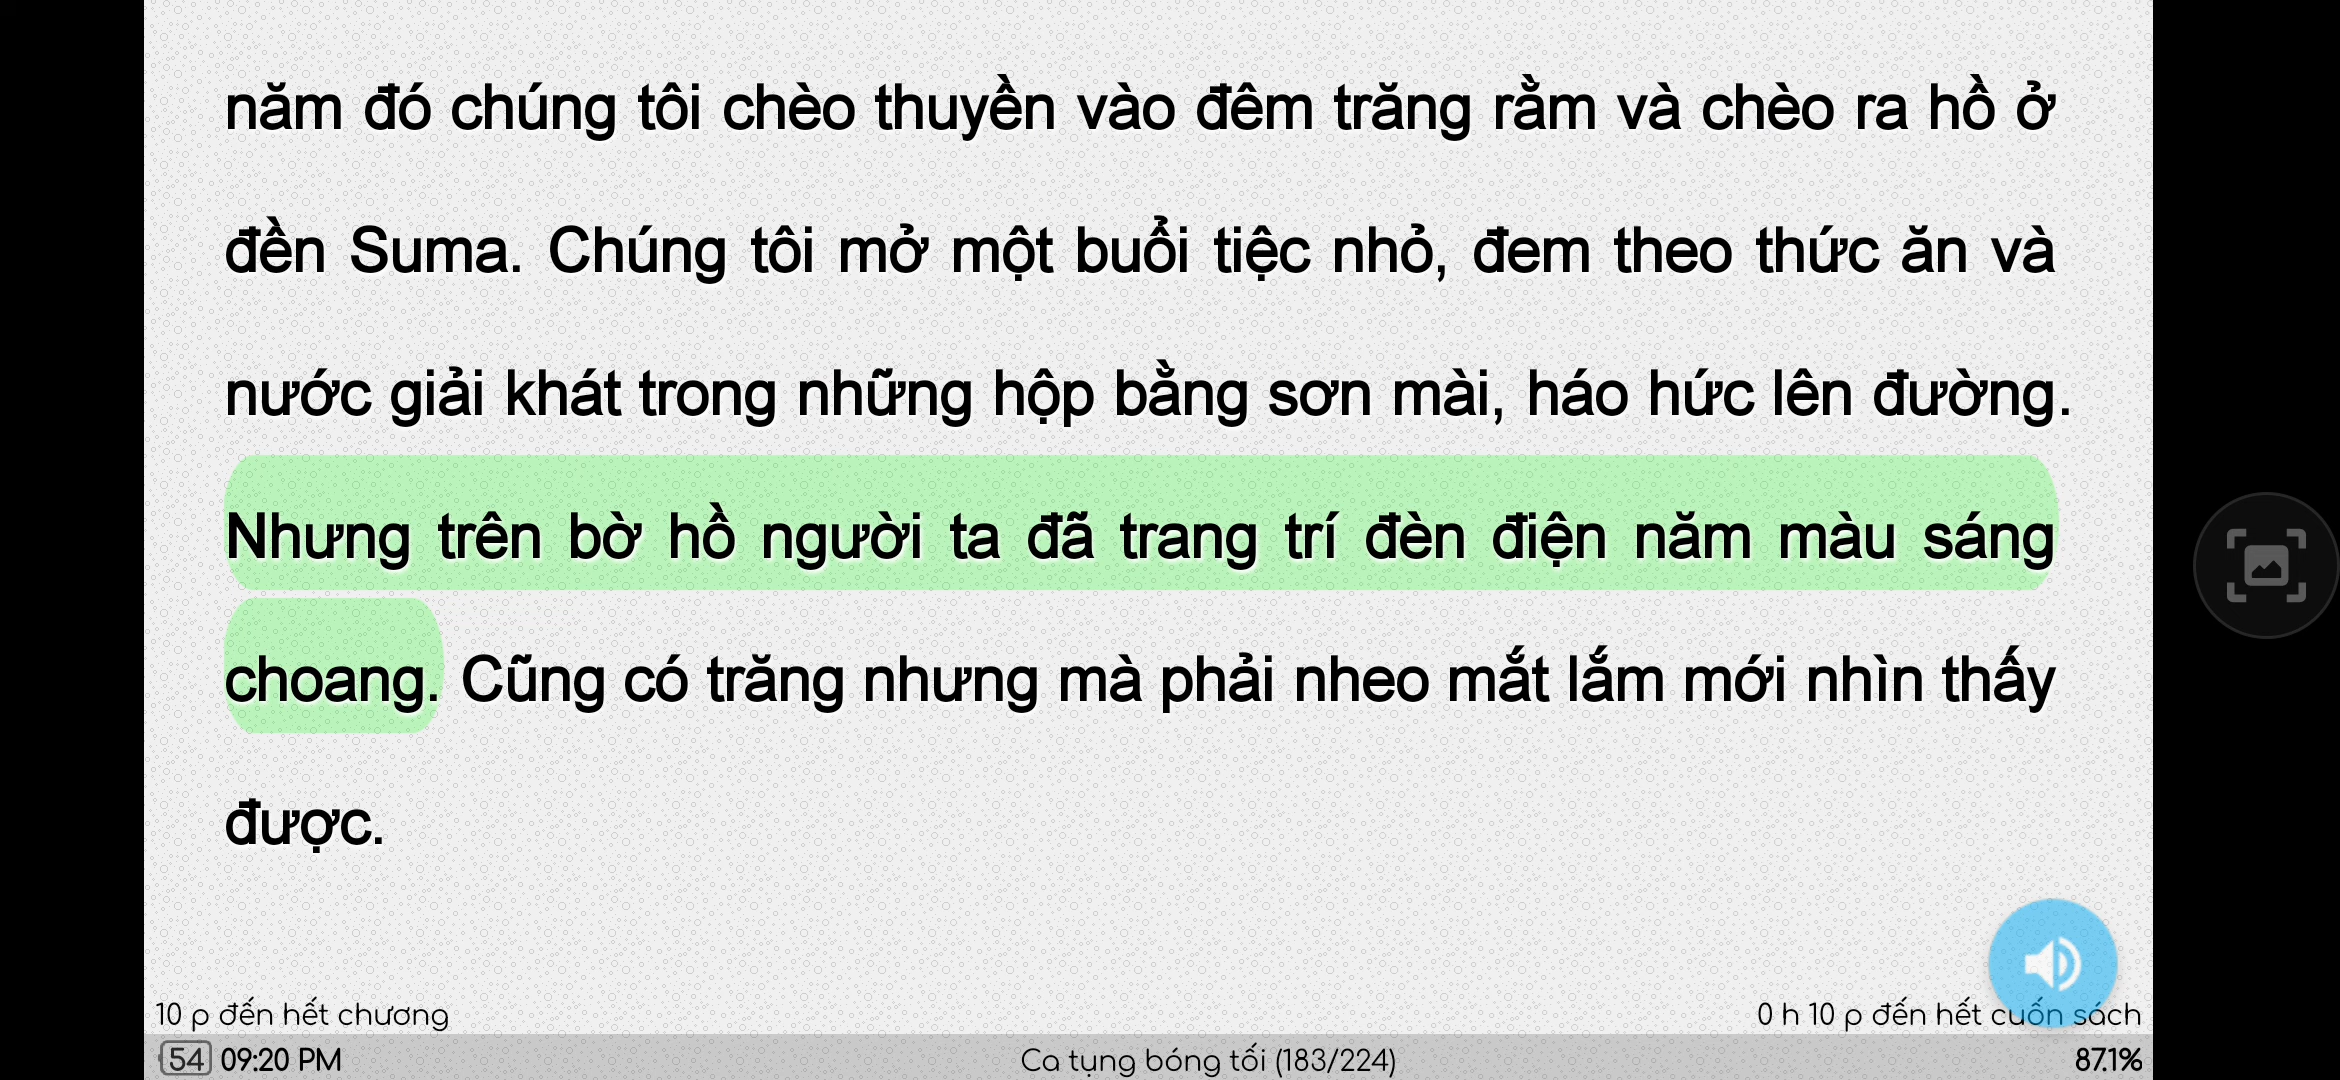 năm đó chúng tôi chèo thuyền vào đêm trăng rằm và chèo ra hồ ở
đền Suma. Chúng tôi mở một buổi tiệc nhỏ, đem theo thức ăn và
nước giải khát trong những hộp bằng sơn mài, háo hức lên đường.
Nhưng trên bờ hồ người ta đã trang trí đèn điện năm màu sáng
choang. Cũng có trăng nhưng mà phải nheo mắt lắm mới nhìn thấy
được.
10 p đến hết chương
0 h 10 p đến hết cuốn sách
54 09:20 PM
Ca tụng bóng tối (183/224)
87.1%